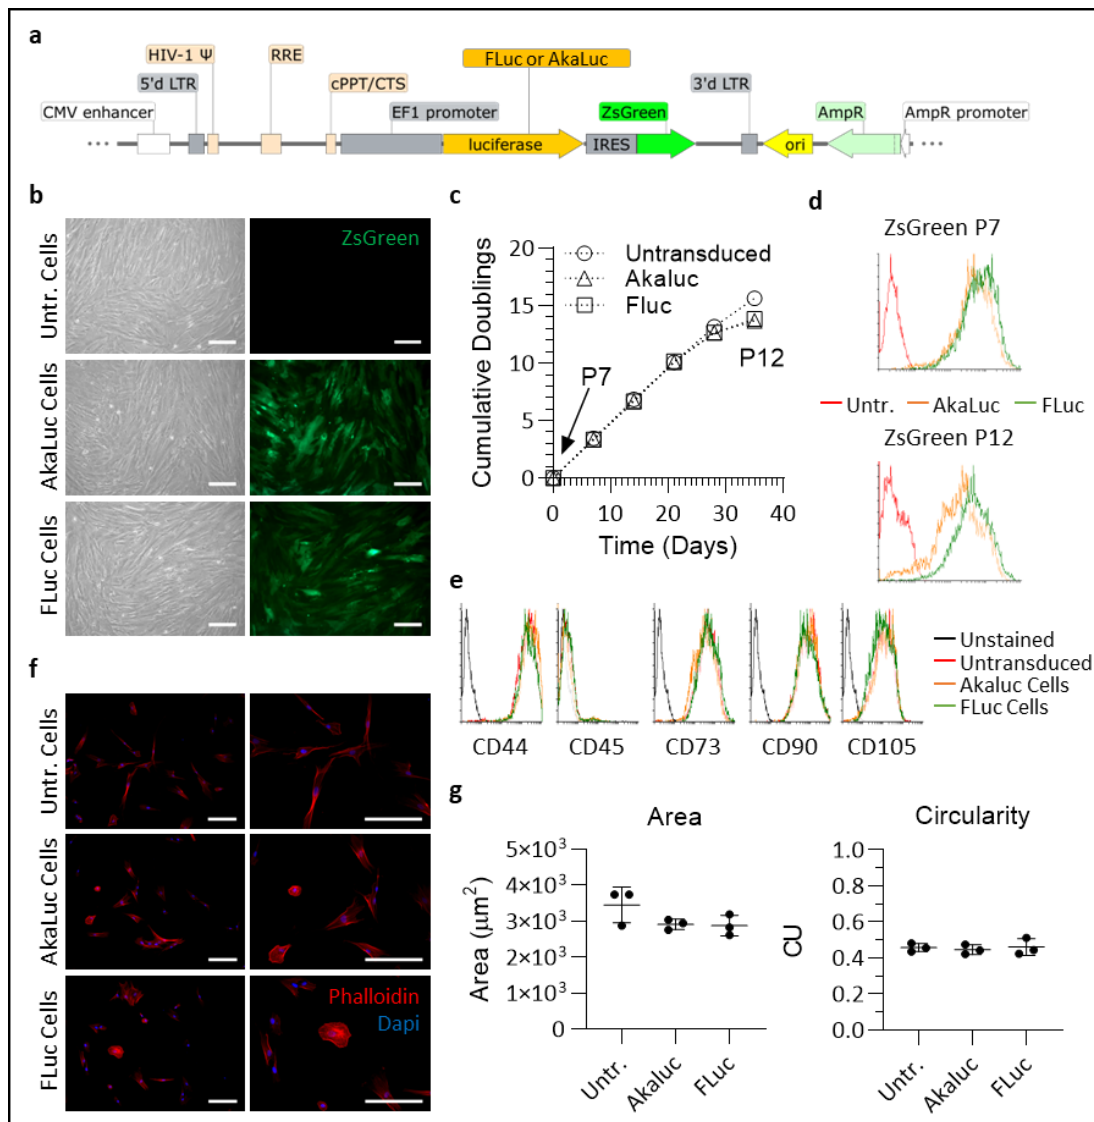 a
HIV-1 Ψ
RRE
FLuc or AkaLuc
5'd LTR
cPPT/CTS
3'd LTR
CMV enhancer
EF1 promoter
ZsGreen
AmpR
AmpR promoter
luciferase
IRES
ori
b
Untr. Cells
ZsGreen
AkaLuc Cells
FLuc Cells
c
Cumulative Doublings
20
15
10
5
0
Untransduced
Akaluc
Fluc
P7
P12
0
10
20
30
40
Time (Days)
d
ZsGreen P7
Untr.
AkaLuc
FLuc
ZsGreen P12
e
CD44
CD45
CD73
CD90
CD105
Unstained
Untransduced
Akaluc Cells
FLuc Cells
f
Untr. Cells
AkaLuc Cells
FLuc Cells
Phalloidin
Dapi
g
Area
Area (μm²)
5×10³
4×10³
3×10³
2×10³
1×10³
0
Untr.
Akaluc
FLuc
Circularity
CU
1.0
0.8
0.6
0.4
0.2
0.0
Untr.
Akaluc
FLuc